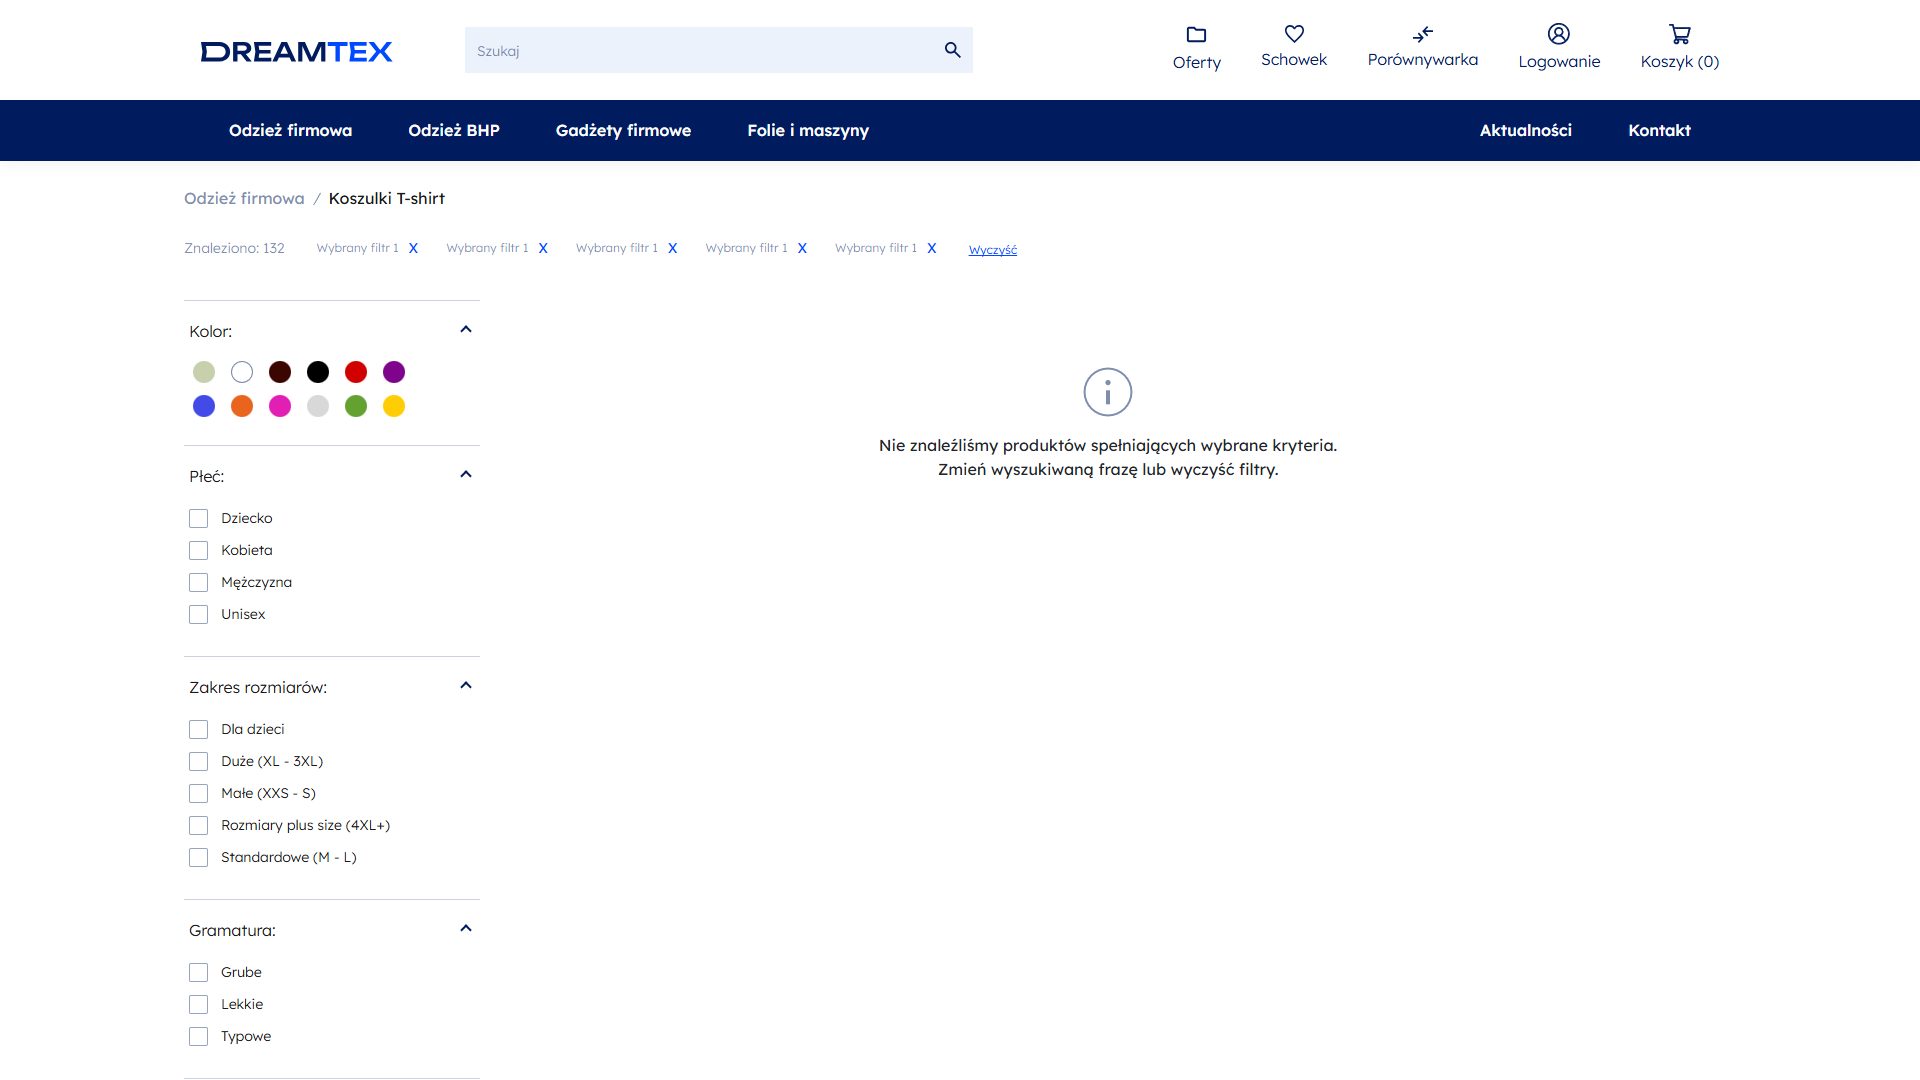 DREAMTEX
Szukaj
Oferty
Schowek
Porównywarka
Logowanie
Koszyk (0)
Odzież firmowa
Odzież BHP
Gadżety firmowe
Folie i maszyny
Aktualności
Kontakt
Odzież firmowa / Koszulki T-shirt
Znaleziono: 132
Wybrany filtr 1 X
Wybrany filtr 1 X
Wybrany filtr 1 X
Wybrany filtr 1 X
Wybrany filtr 1 X
Wyczyść
Kolor:
Płeć:
Dziecko
Kobieta
Mężczyzna
Unisex
Zakres rozmiarów:
Dla dzieci
Duże (XL - 3XL)
Małe (XXS - S)
Rozmiary plus size (4XL+)
Standardowe (M - L)
Gramatura:
Grube
Lekkie
Typowe
Nie znaleźliśmy produktów spełniających wybrane kryteria.
Zmień wyszukiwaną frazę lub wyczyść filtry.